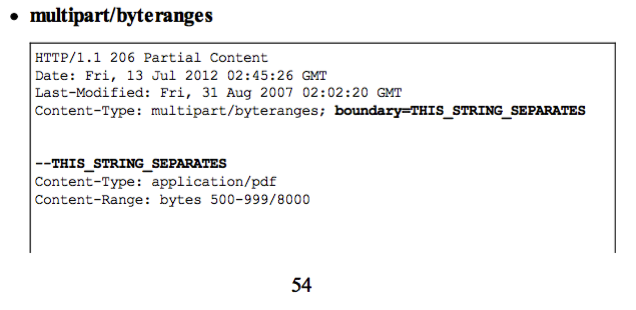 • multipart/byteranges
HTTP/1.1 206 Partial Content
Date: Fri, 13 Jul 2012 02:45:26 GMT
Last-Modified: Fri, 31 Aug 2007 02:02:20 GMT
Content-Type: multipart/byteranges; boundary=THIS_STRING_SEPARATES
--THIS_STRING_SEPARATES
Content-Type: application/pdf
Content-Range: bytes 500-999/8000
54